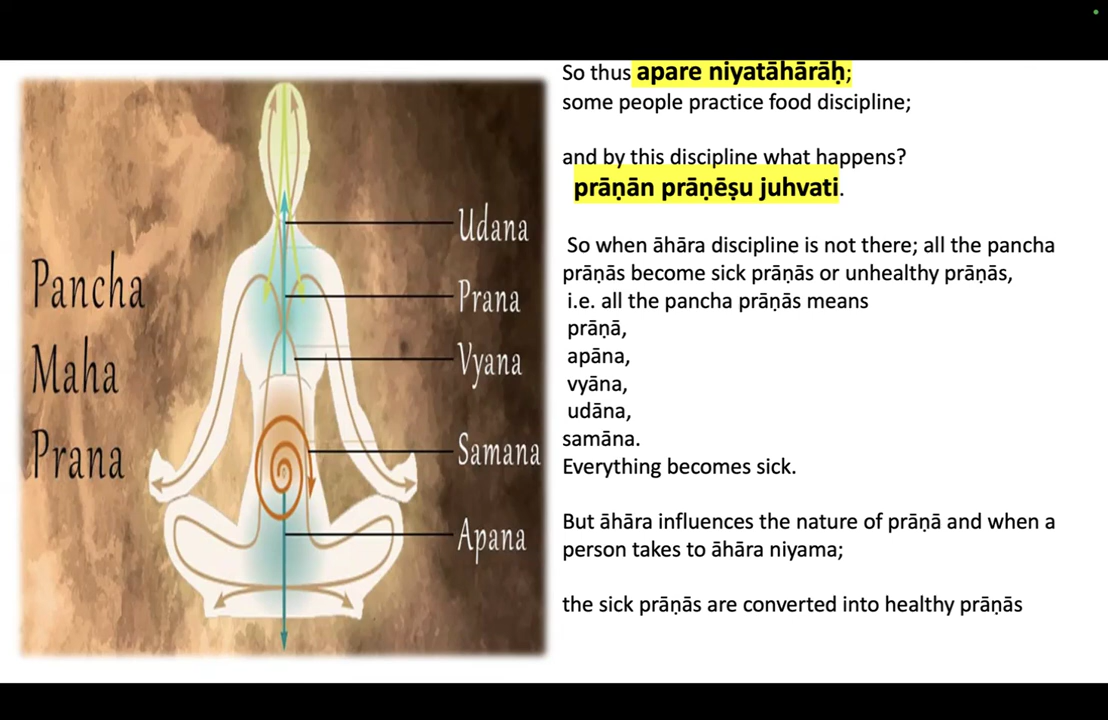 Pancha
Maha
Prana
Udana
Prana
Vyana
Samana
Apana
So thus apare niyatāhārāḥ;
some people practice food discipline;
and by this discipline what happens?
prāṇān prāṇēṣu juhvati.
So when āhāra discipline is not there; all the pancha
prāṇās become sick prāṇās or unhealthy prāṇās,
i.e. all the pancha prāṇās means
prāṇā,
apāna,
vyāna,
udāna,
samāna.
Everything becomes sick.
But āhāra influences the nature of prāṇā and when a
person takes to āhāra niyama;
the sick prāṇās are converted into healthy prāṇās